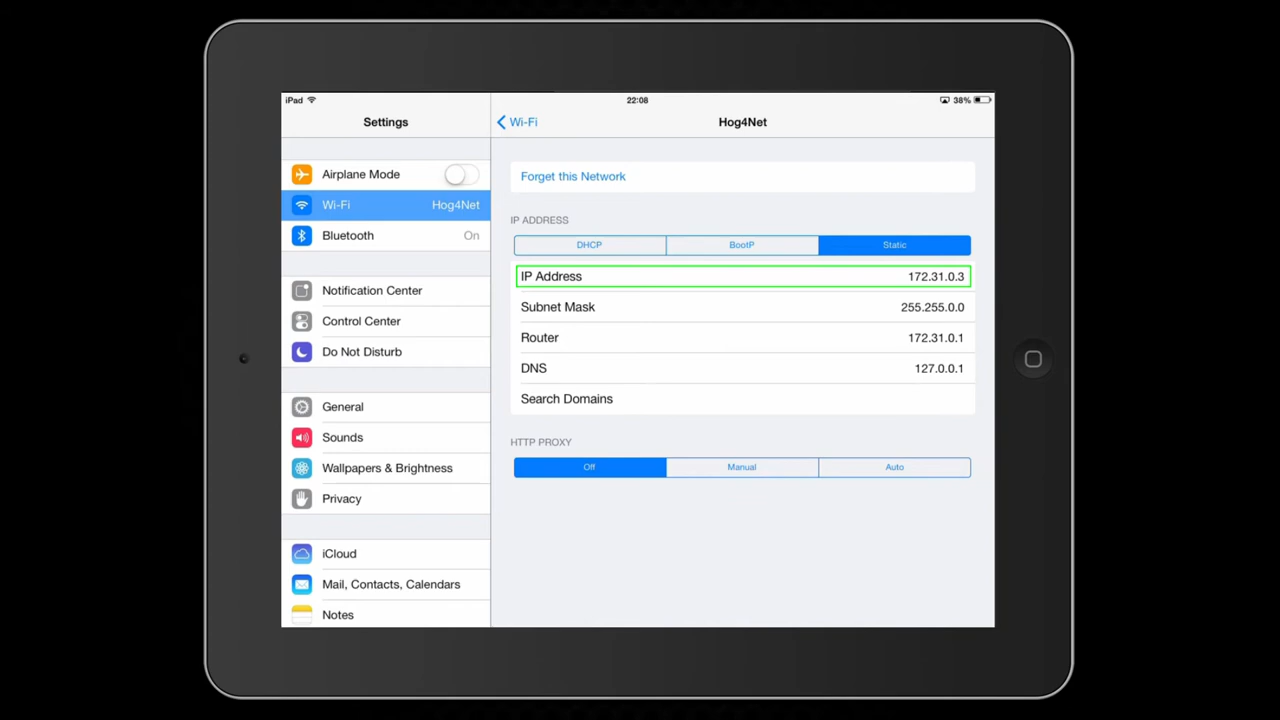 iPad 22:08 38%
Settings
Wi-Fi Hog4Net
Airplane Mode
Wi-Fi Hog4Net
Bluetooth On
Notification Center
Control Center
Do Not Disturb
General
Sounds
Wallpapers & Brightness
Privacy
iCloud
Mail, Contacts, Calendars
Notes
Forget this Network
IP ADDRESS
DHCP BootP Static
IP Address 172.31.0.3
Subnet Mask 255.255.0.0
Router 172.31.0.1
DNS 127.0.0.1
Search Domains
HTTP PROXY
Off Manual Auto